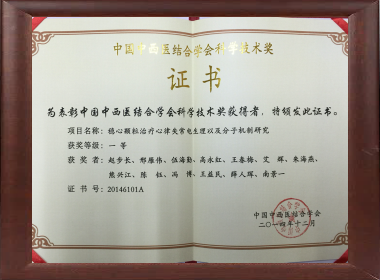 中国中西医结合学会科学技术奖
证书
为表彰中国中西医结合学会科学技术奖获得者，特颁发此证书。
项目名称：稳心颗粒治疗心律失常电生理以及分子机制研究
获奖等级：一等
获奖者：赵步长、邢雁伟、伍海勤、高永红、王春梅、艾辉、朱海燕、
熊兴江、陈钰、冯博、王益民、薛人珲、南景一
证书号：20146101A
中国中西医结合学会
二〇一四年十二月